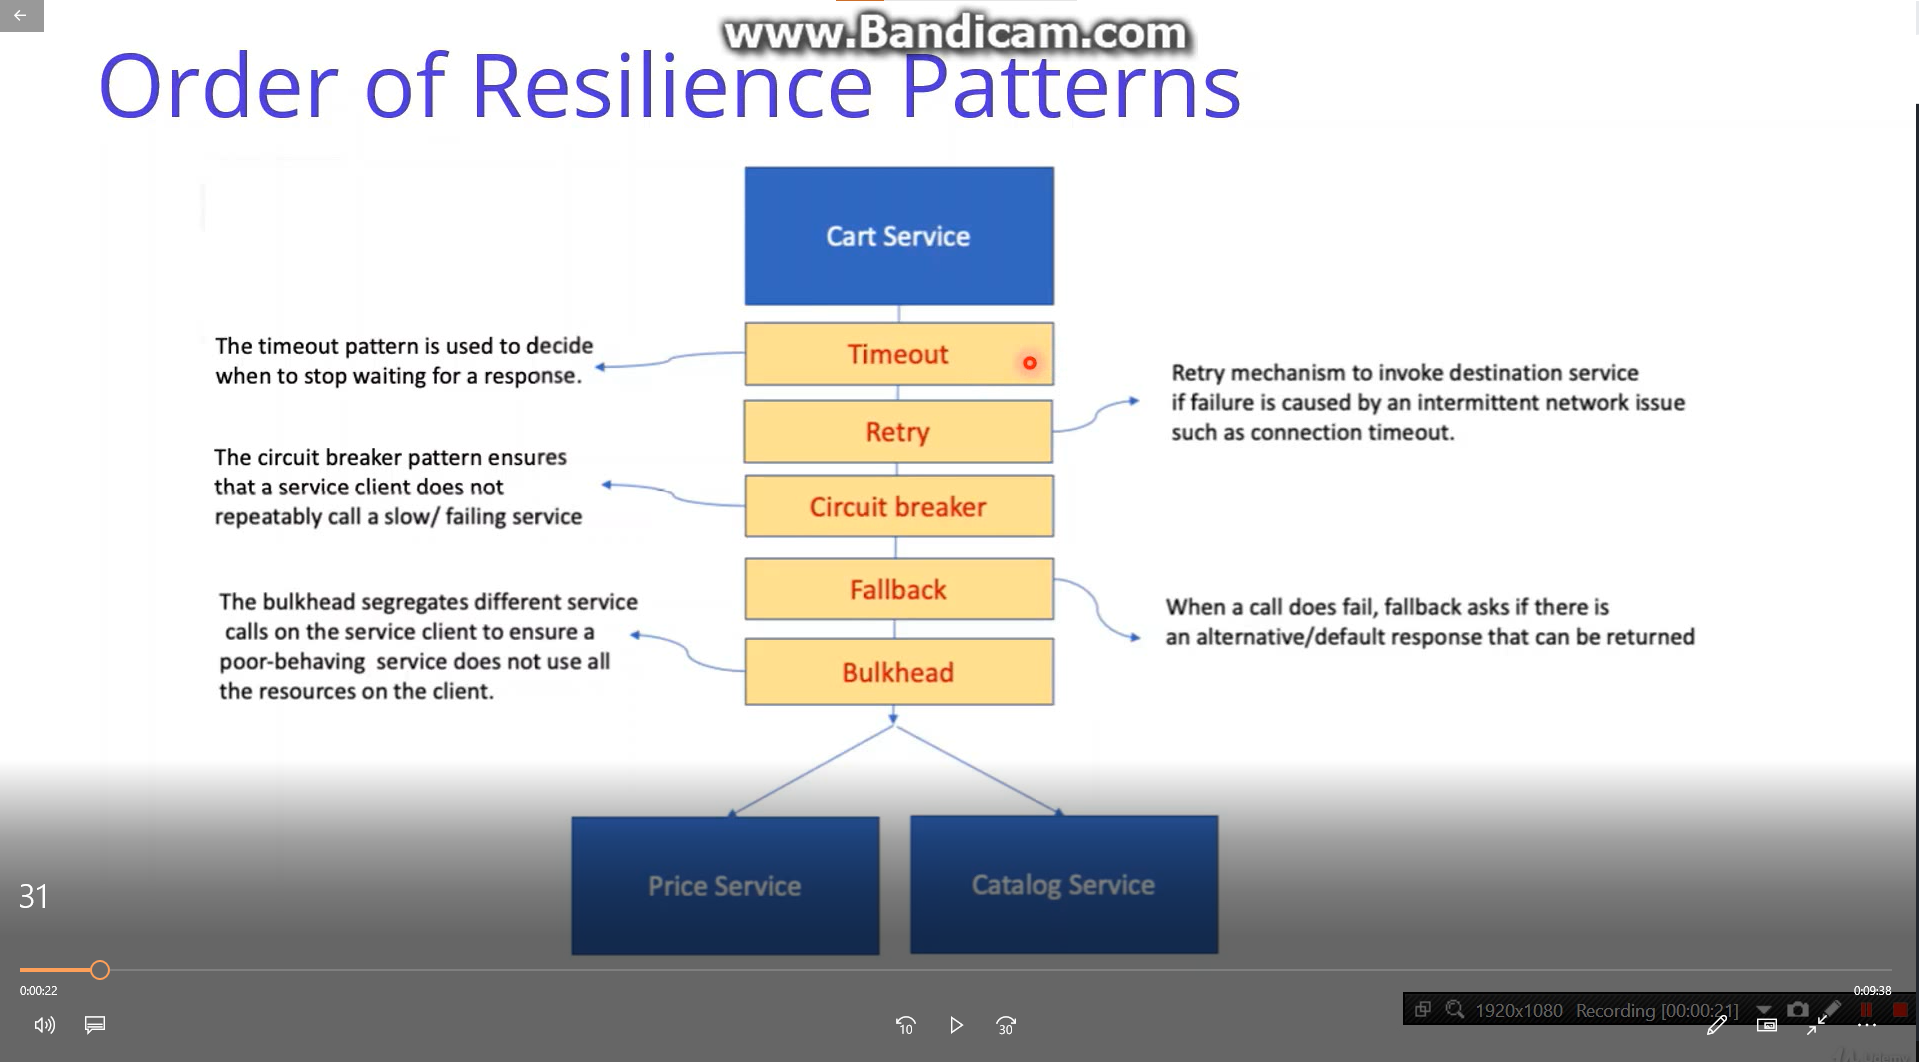 www.Bandicam.com
Order of Resilience Patterns
Cart Service
The timeout pattern is used to decide
when to stop waiting for a response.
Timeout
Retry mechanism to invoke destination service
if failure is caused by an intermittent network issue
such as connection timeout.
Retry
The circuit breaker pattern ensures
that a service client does not
repeatably call a slow/ failing service
Circuit breaker
Fallback
When a call does fail, fallback asks if there is
an alternative/default response that can be returned
The bulkhead segregates different service
calls on the service client to ensure a
poor-behaving service does not use all
the resources on the client.
Bulkhead
Price Service
Catalog Service
31
0:00:22
0:09:38
1920x1080 Recording [00:00:21]
10
30